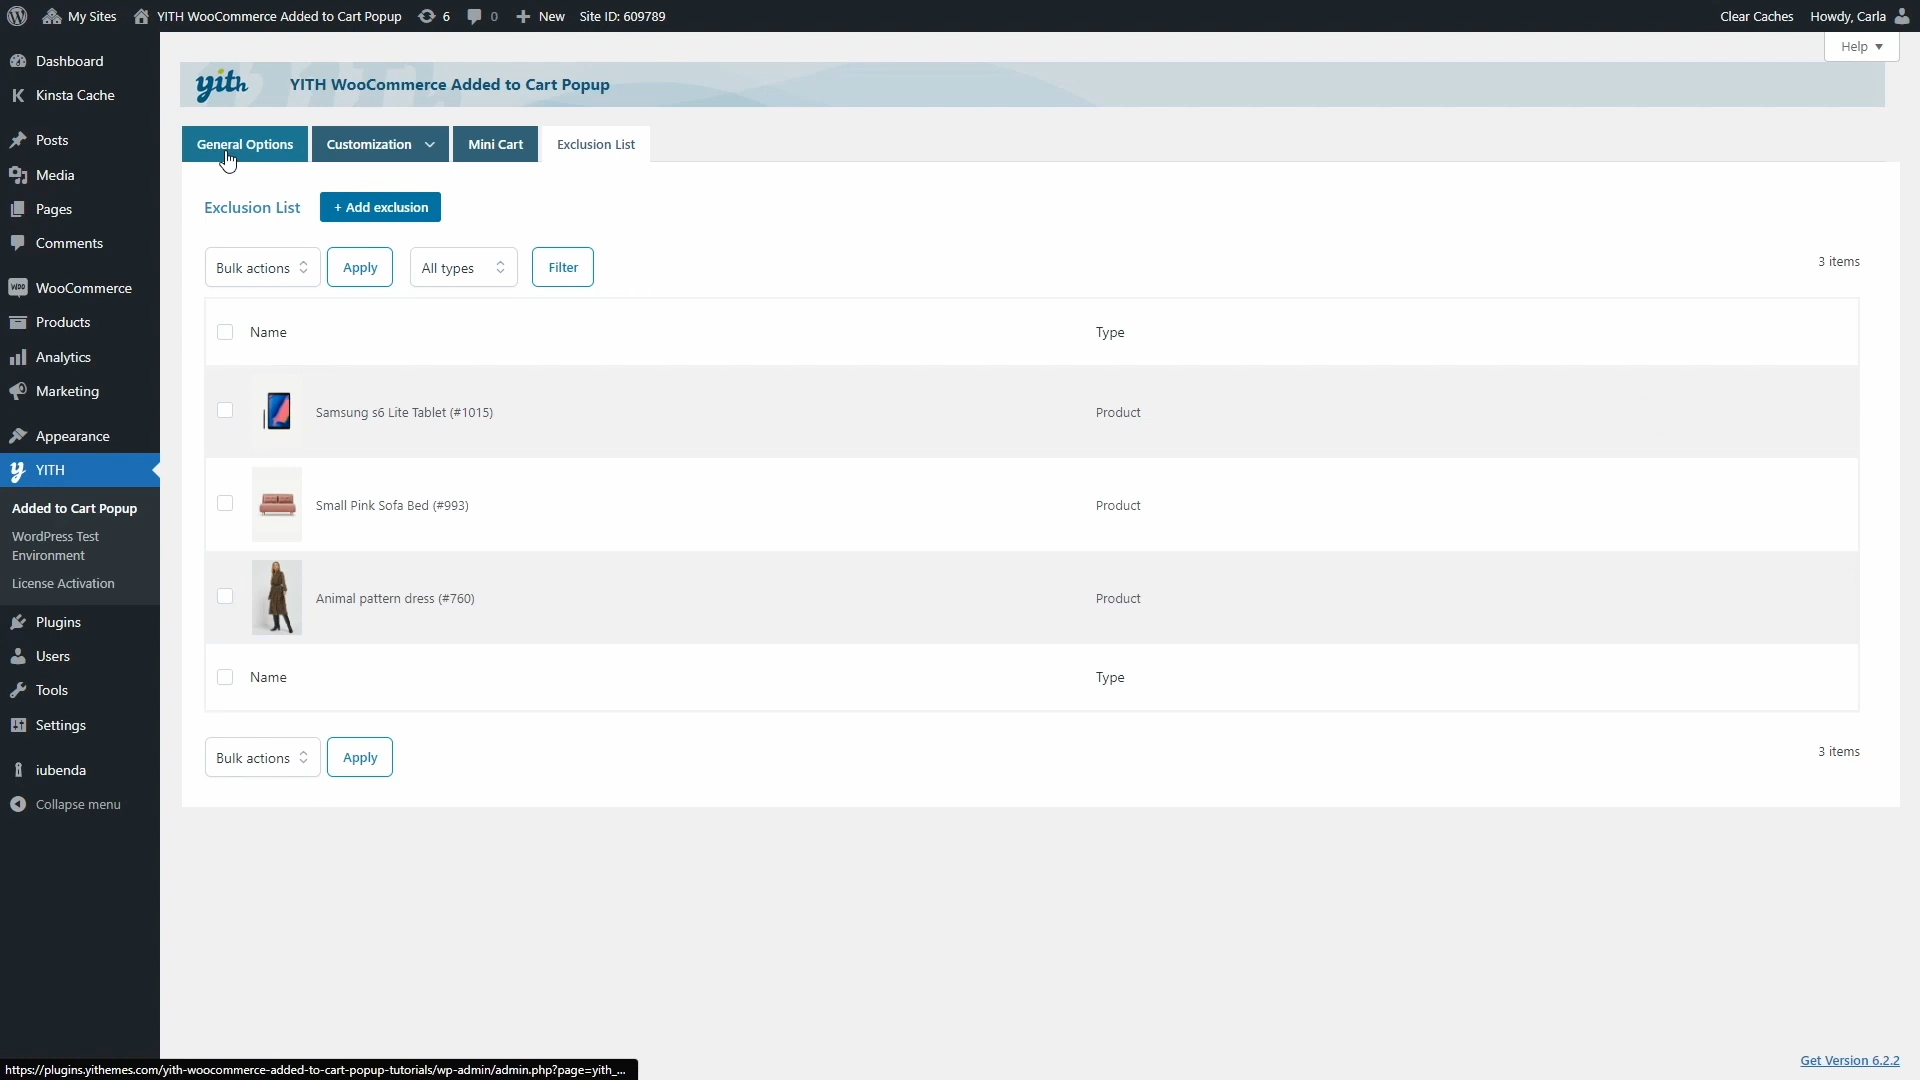 My Sites
YITH WooCommerce Added to Cart Popup
6
0
New
Site ID: 609789
Clear Caches
Howdy, Carla
Help
Dashboard
Kinsta Cache
Posts
Media
Pages
Comments
WooCommerce
Products
Analytics
Marketing
Appearance
YITH
Added to Cart Popup
WordPress Test
Environment
License Activation
Plugins
Users
Tools
Settings
iubenda
Collapse menu
yith
YITH WooCommerce Added to Cart Popup
General Options
Customization
Mini Cart
Exclusion List
Exclusion List
+ Add exclusion
Bulk actions
Apply
All types
Filter
3 items
Name
Type
Samsung s6 Lite Tablet (#1015)
Product
Small Pink Sofa Bed (#993)
Product
Animal pattern dress (#760)
Product
Name
Type
Bulk actions
Apply
3 items
Get Version 6.2.2
https://plugins.yithemes.com/yith-woocommerce-added-to-cart-popup-tutorials/wp-admin/admin.php?page=yith_...